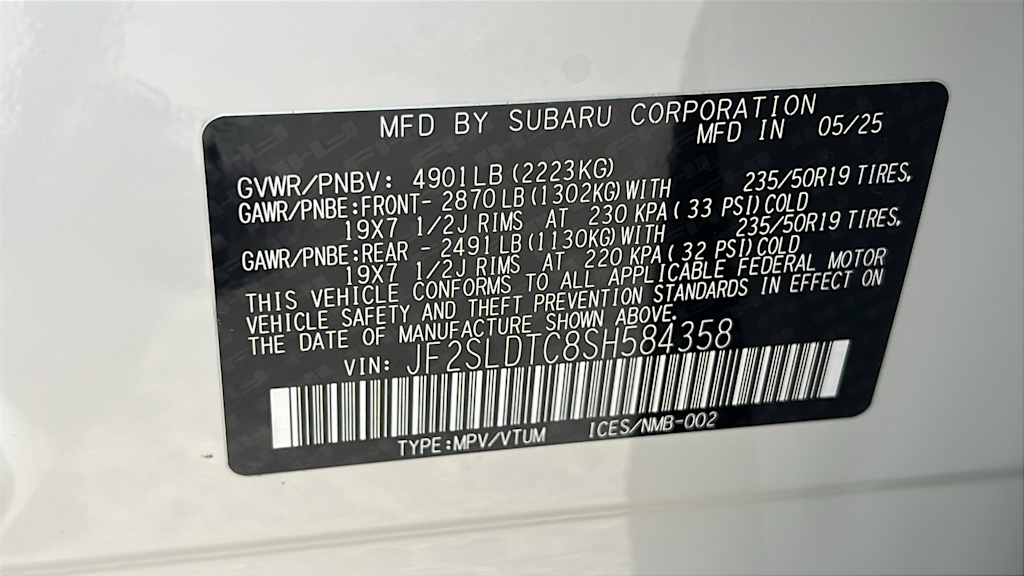 MFD BY SUBARU CORPORATION
MFD IN 05/25
GVWR/PNBV: 4901LB (2223KG)
GAWR/PNBE:FRONT- 2870LB (1302KG) WITH 235/50R19 TIRES,
19X7 1/2J RIMS AT 230 KPA ( 33 PSI) COLD
GAWR/PNBE:REAR - 2491LB (1130KG) WITH 235/50R19 TIRES,
19X7 1/2J RIMS AT 220 KPA ( 32 PSI) COLD
THIS VEHICLE CONFORMS TO ALL APPLICABLE FEDERAL MOTOR
VEHICLE SAFETY AND THEFT PREVENTION STANDARDS IN EFFECT ON
THE DATE OF MANUFACTURE SHOWN ABOVE.
VIN: JF2SLDTC8SH584358
TYPE:MPV/VTUM ICES/NMB-002